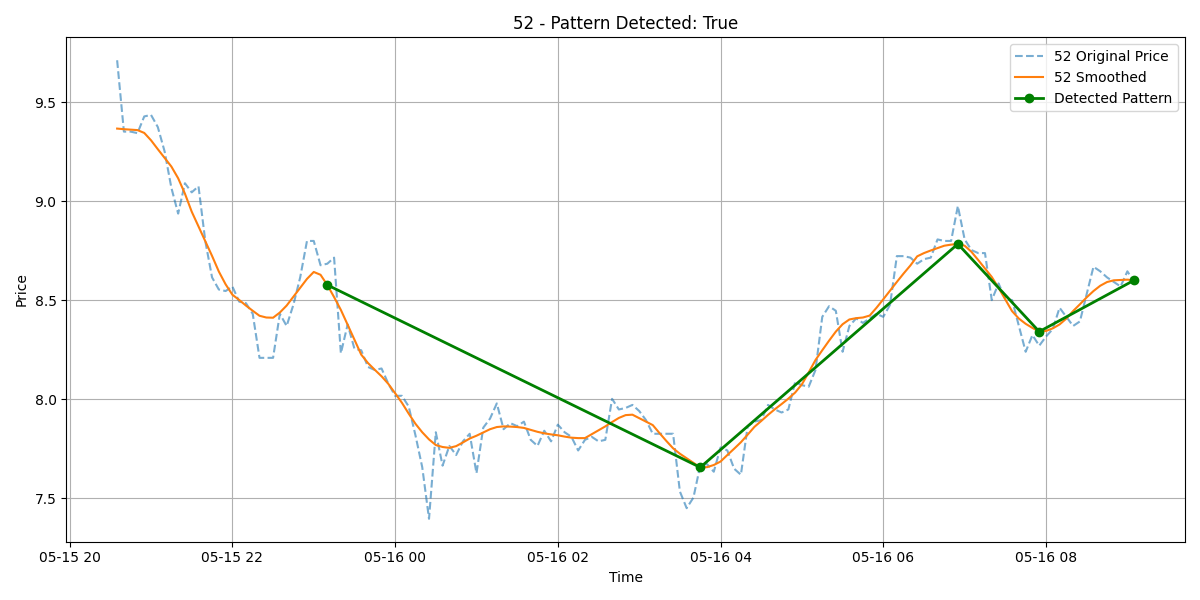 52 - Pattern Detected: True
52 Original Price
52 Smoothed
Detected Pattern
Price
9.5
9.0
8.5
8.0
7.5
05-15 20
05-15 22
05-16 00
05-16 02
05-16 04
05-16 06
05-16 08
Time